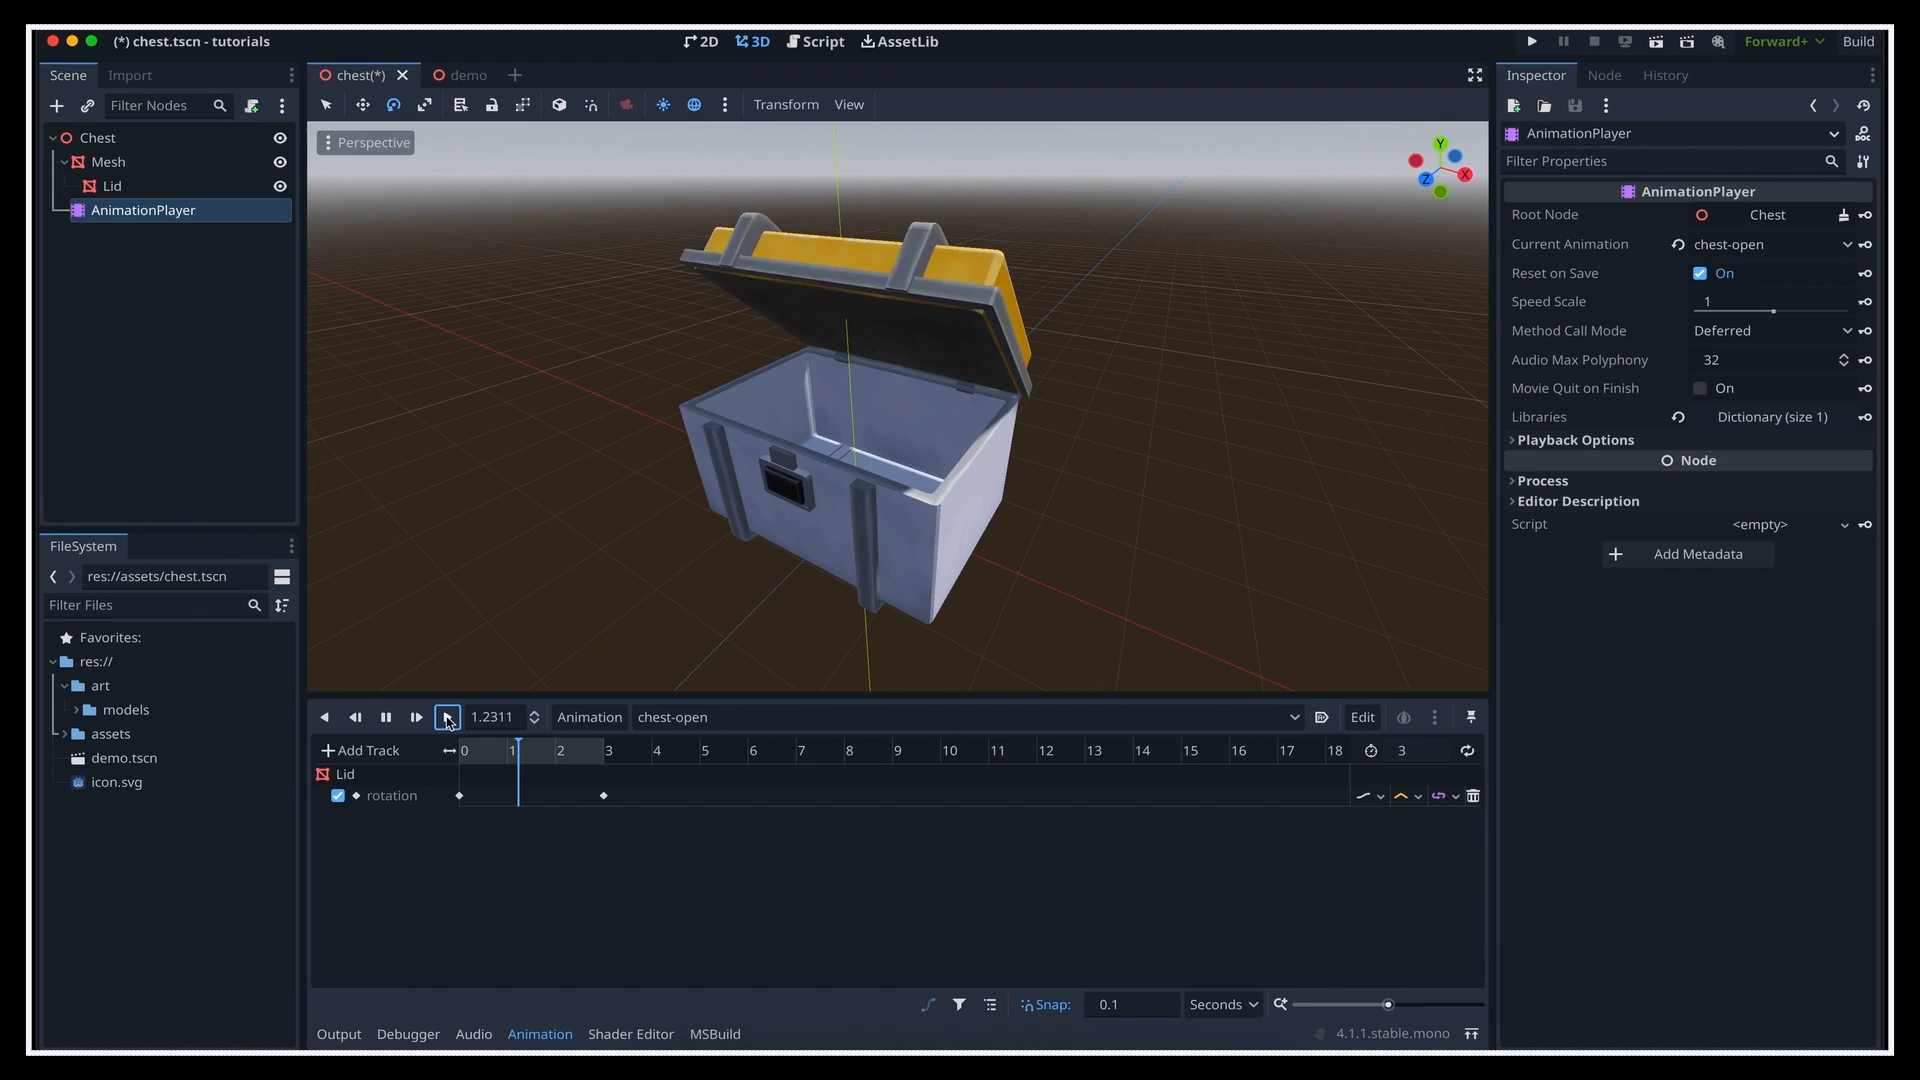 (*) chest.tscn - tutorials
2D 3D Script AssetLib
Forward+ Build
Scene Import
Filter Nodes
Chest
Mesh
Lid
AnimationPlayer
FileSystem
res://assets/chest.tscn
Filter Files
Favorites:
res://
art
models
assets
demo.tscn
icon.svg
chest(*) demo
Transform View
Perspective
Y
X
Z
1.2311 Animation chest-open Edit
Add Track 0 1 2 3 4 5 6 7 8 9 10 11 12 13 14 15 16 17 18 3
Lid
rotation
Snap: 0.1 Seconds
Output Debugger Audio Animation Shader Editor MSBuild 4.1.1.stable.mono
Inspector Node History
AnimationPlayer
DOC
Filter Properties
AnimationPlayer
Root Node Chest
Current Animation chest-open
Reset on Save On
Speed Scale 1
Method Call Mode Deferred
Audio Max Polyphony 32
Movie Quit on Finish On
Libraries Dictionary (size 1)
Playback Options
Node
Process
Editor Description
Script <empty>
Add Metadata